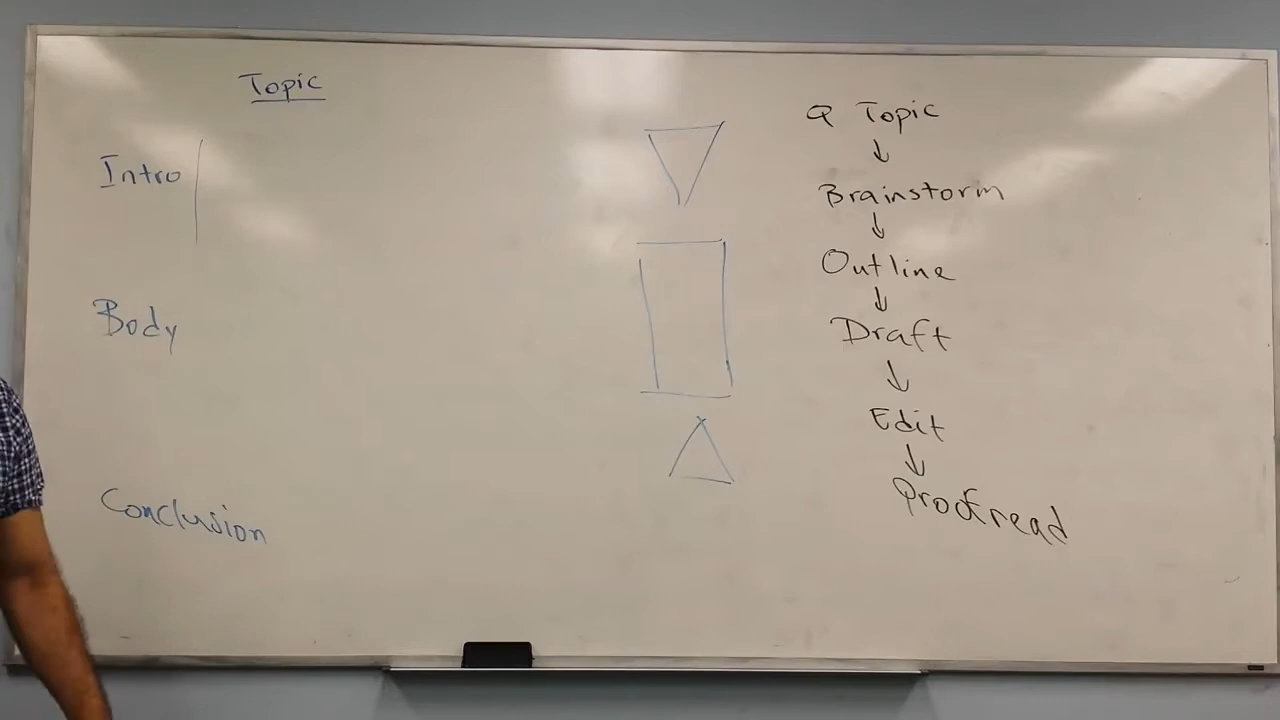 Topic
Intro
Body
Conclusion
Q Topic
↓
Brainstorm
↓
Outline
↓
Draft
↓
Edit
↓
Proofread